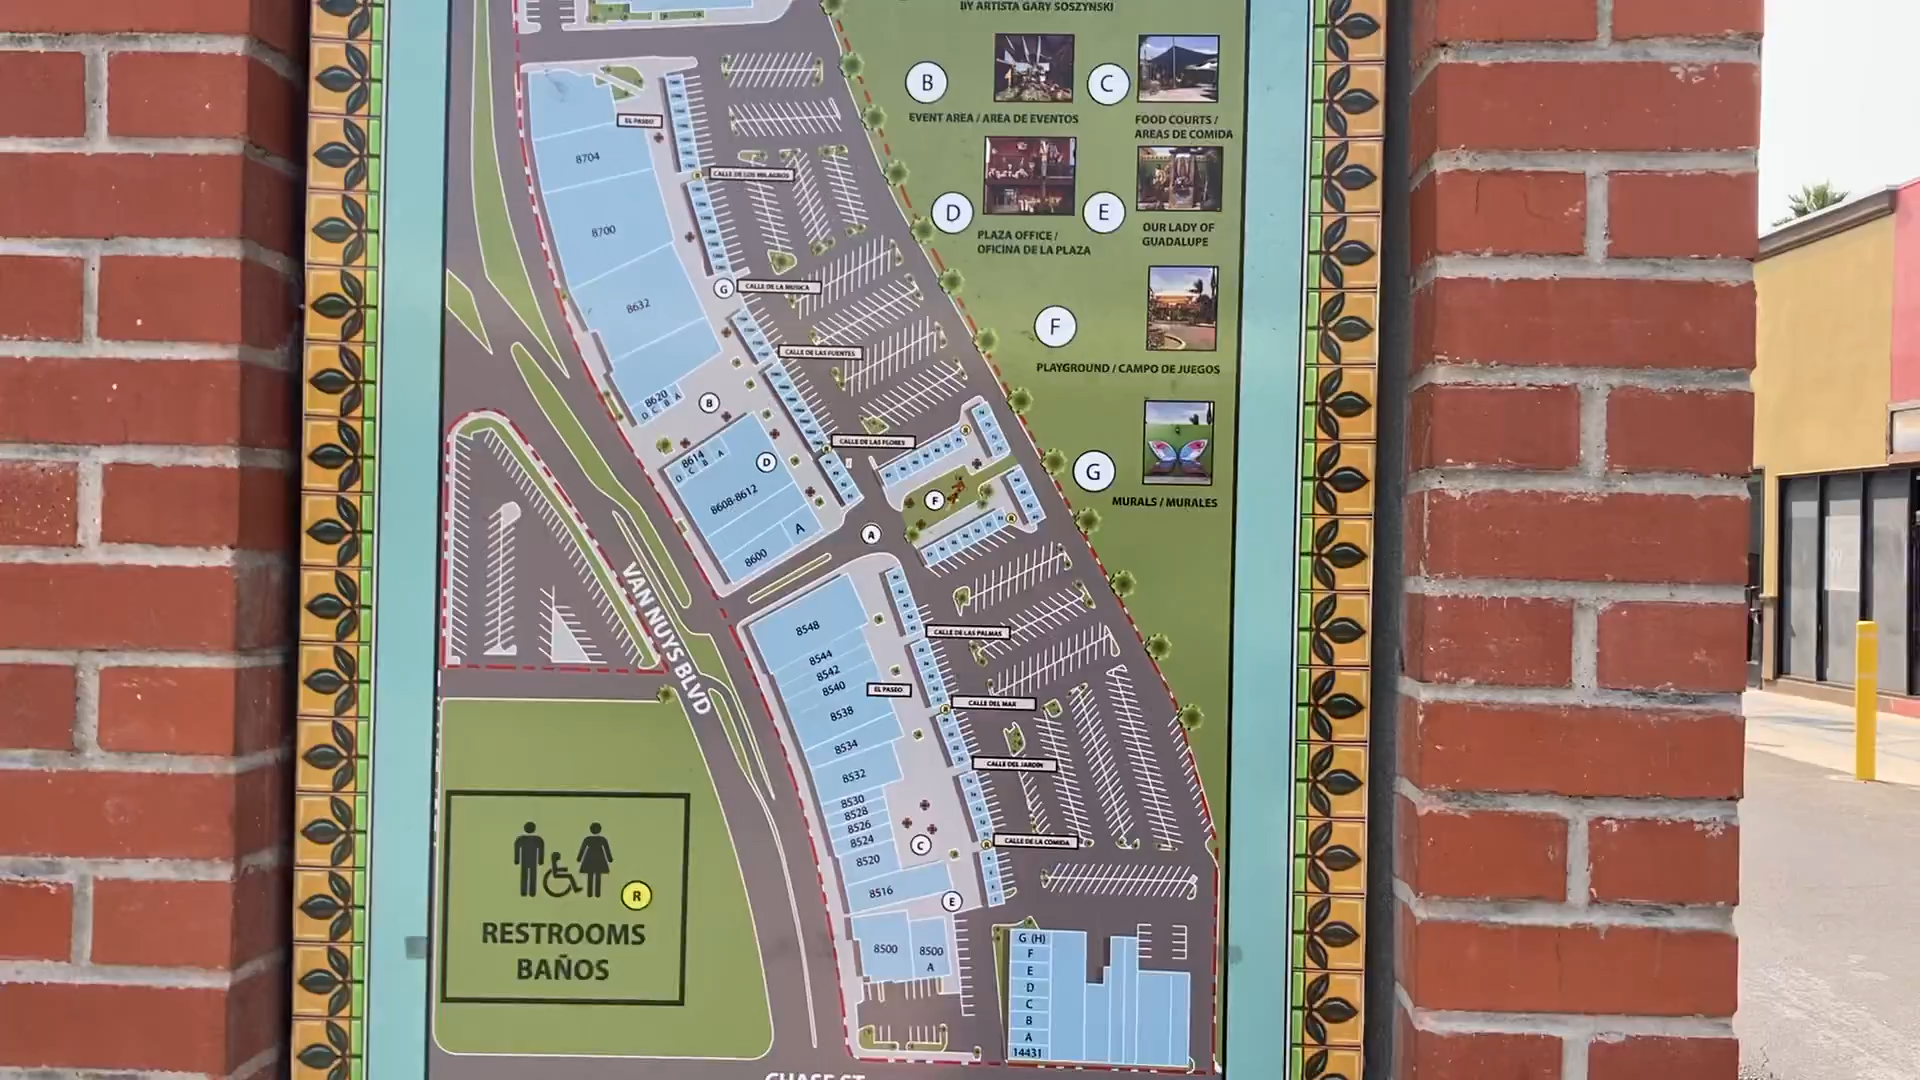 BY ARTISTA GARY SOSZYNSKI
B
EVENT AREA / AREA DE EVENTOS
C
FOOD COURTS /
AREAS DE COMIDA
D
PLAZA OFFICE /
OFICINA DE LA PLAZA
E
OUR LADY OF
GUADALUPE
F
PLAYGROUND / CAMPO DE JUEGOS
G
MURALS / MURALES
EL PASEO
8704
CALLE DE LOS MILAGROS
8700
G
CALLE DE LA MUSICA
8632
CALLE DE LAS FUENTES
8620
D C B A
B
CALLE DE LAS FLORES
8614
C B A
D
D
8608-8612
F
A
A
8600
VAN NUYS BLVD
8548
CALLE DE LAS PALMAS
8544
8542
8540
EL PASEO
CALLE DEL MAR
8538
8534
CALLE DEL JARDÍN
8532
8530
8528
8526
8524
C
CALLE DE LA COMIDA
8520
8516
E
8500
8500
A
G (H)
F
E
D
C
B
A
14431
R
RESTROOMS
BAÑOS
CHASE ST